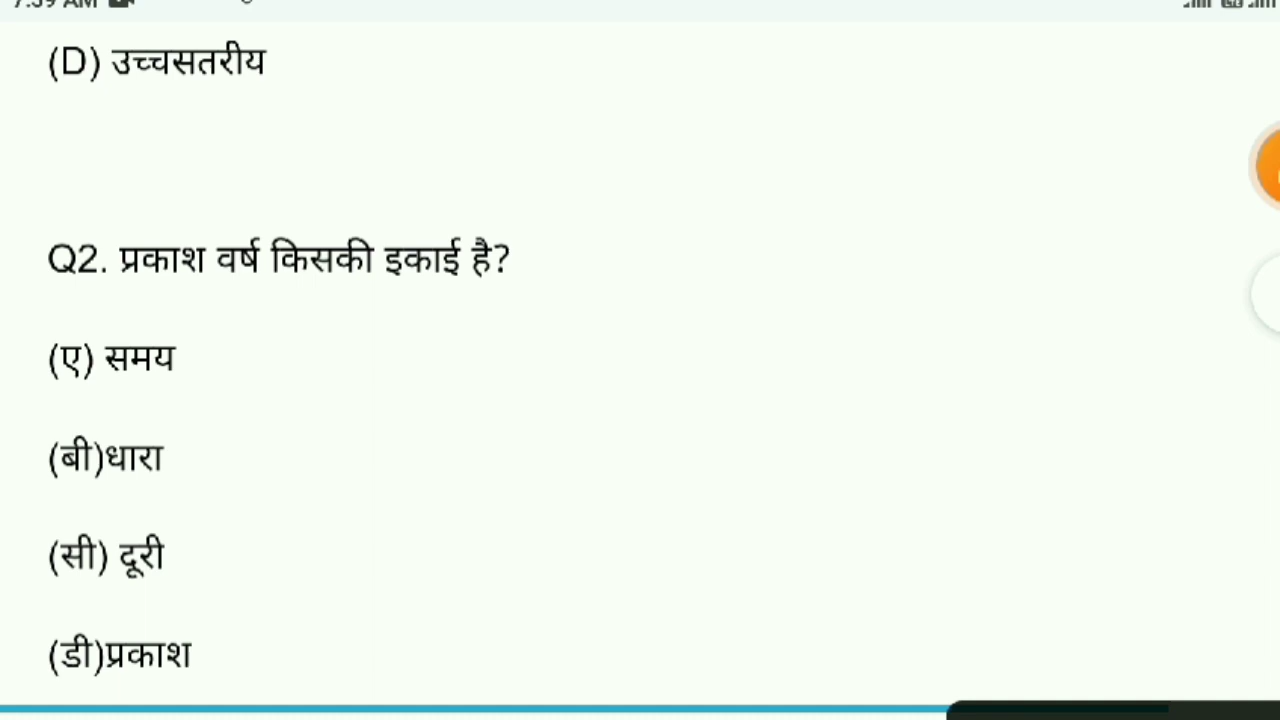 (D) उच्चसतरीय
Q2. प्रकाश वर्ष किसकी इकाई है?
(ए) समय
(बी)धारा
(सी) दूरी
(डी)प्रकाश